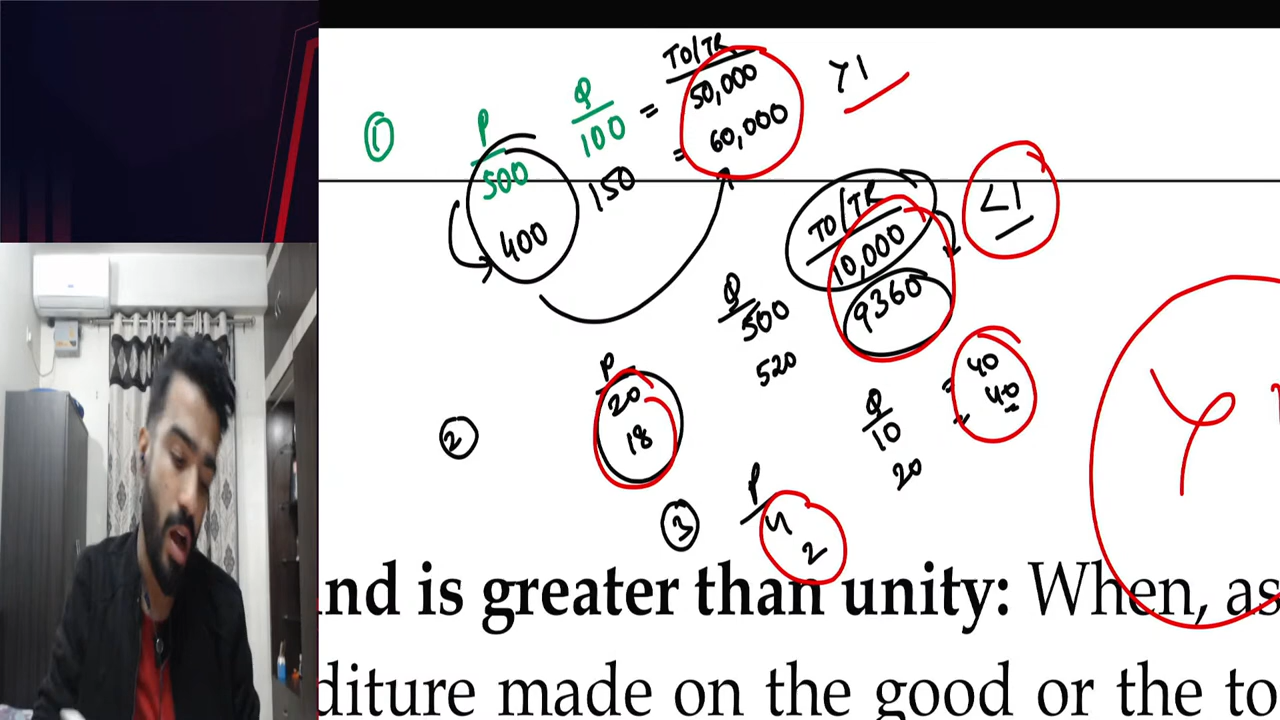 ① P Q TO/TR
500 100 = 50,000 >1
400 150 = 60,000
② P Q TO/TR <1
20 500 10,000
18 520 9360
③ P Q
4 10 = 40
2 20 = 40
nd is greater than unity: When, as
diture made on the good or the to